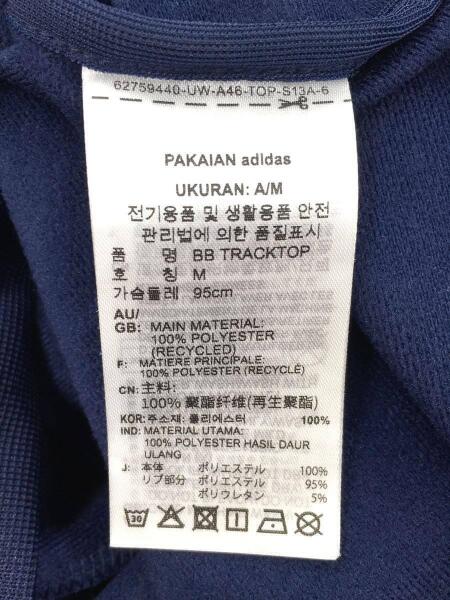 62759440-UW-A46-TOP-S13A-6
PAKAIAN adidas
UKURAN: A/M
전기용품 및 생활용품 안전
관리법에 의한 품질표시
품 명 BB TRACKTOP
호 칭 M
가슴둘레 95cm
AU/
GB: MAIN MATERIAL:
100% POLYESTER
(RECYCLED)
F: MATIERE PRINCIPALE:
100% POLYESTER (RECYCLÉ)
CN: 主料:
100% 聚酯纤维(再生聚酯)
KOR: 주소재: 폴리에스터 100%
IND: MATERIAL UTAMA:
100% POLYESTER HASIL DAUR
ULANG
J: 本体 ポリエステル 100%
リブ部分 ポリエステル 95%
ポリウレタン 5%
30